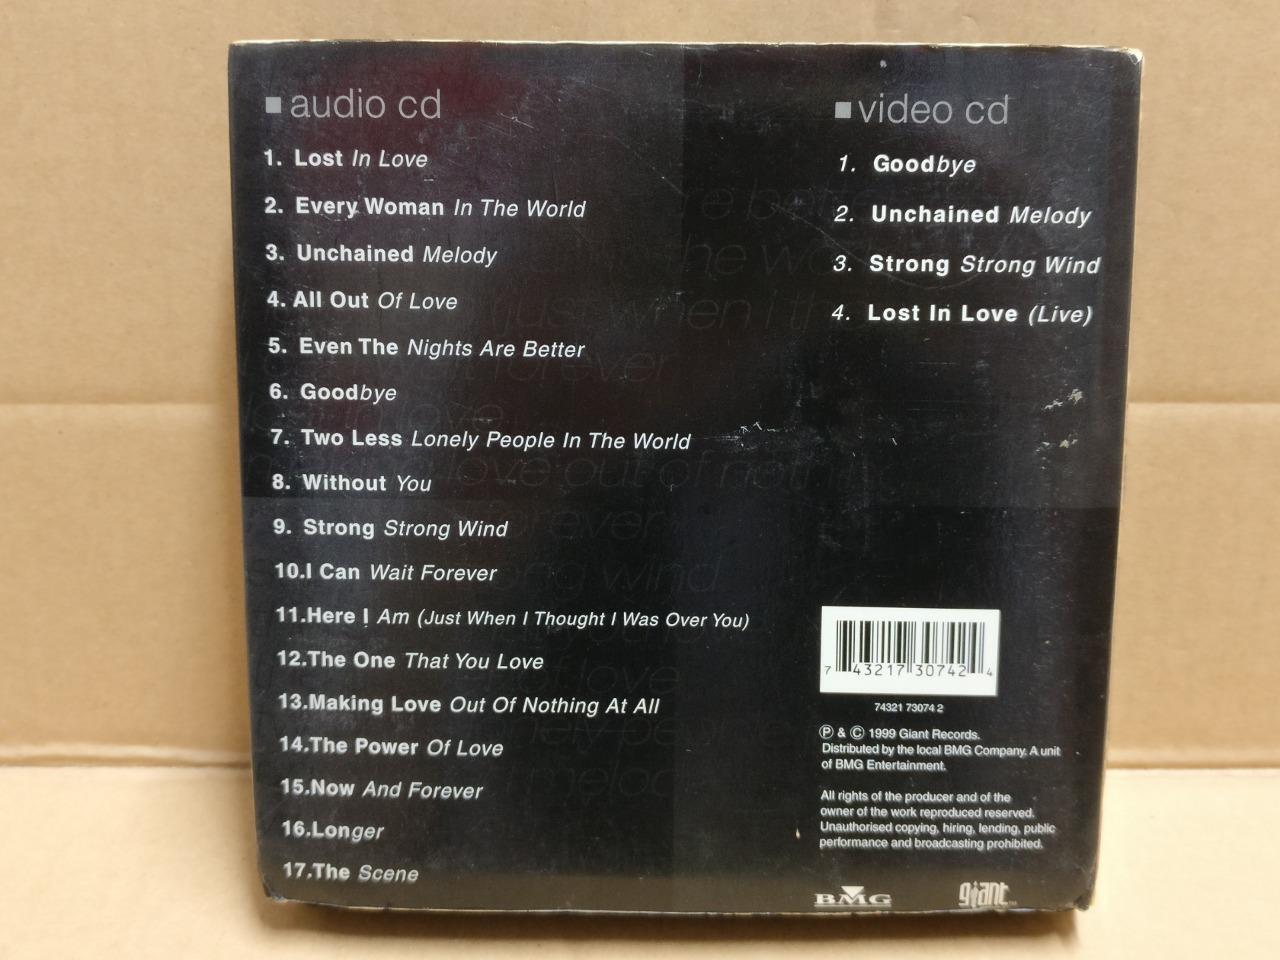 audio cd
1. Lost In Love
2. Every Woman In The World
3. Unchained Melody
4. All Out Of Love
5. Even The Nights Are Better
6. Goodbye
7. Two Less Lonely People In The World
8. Without You
9. Strong Strong Wind
10.I Can Wait Forever
11.Here I Am (Just When I Thought I Was Over You)
12.The One That You Love
13.Making Love Out Of Nothing At All
14.The Power Of Love
15.Now And Forever
16.Longer
17.The Scene
video cd
1. Goodbye
2. Unchained Melody
3. Strong Strong Wind
4. Lost In Love (Live)
7 43217 30742 4
74321 73074 2
℗ & © 1999 Giant Records.
Distributed by the local BMG Company. A unit
of BMG Entertainment.
All rights of the producer and of the
owner of the work reproduced reserved.
Unauthorised copying, hiring, lending, public
performance and broadcasting prohibited.
BMG
giant